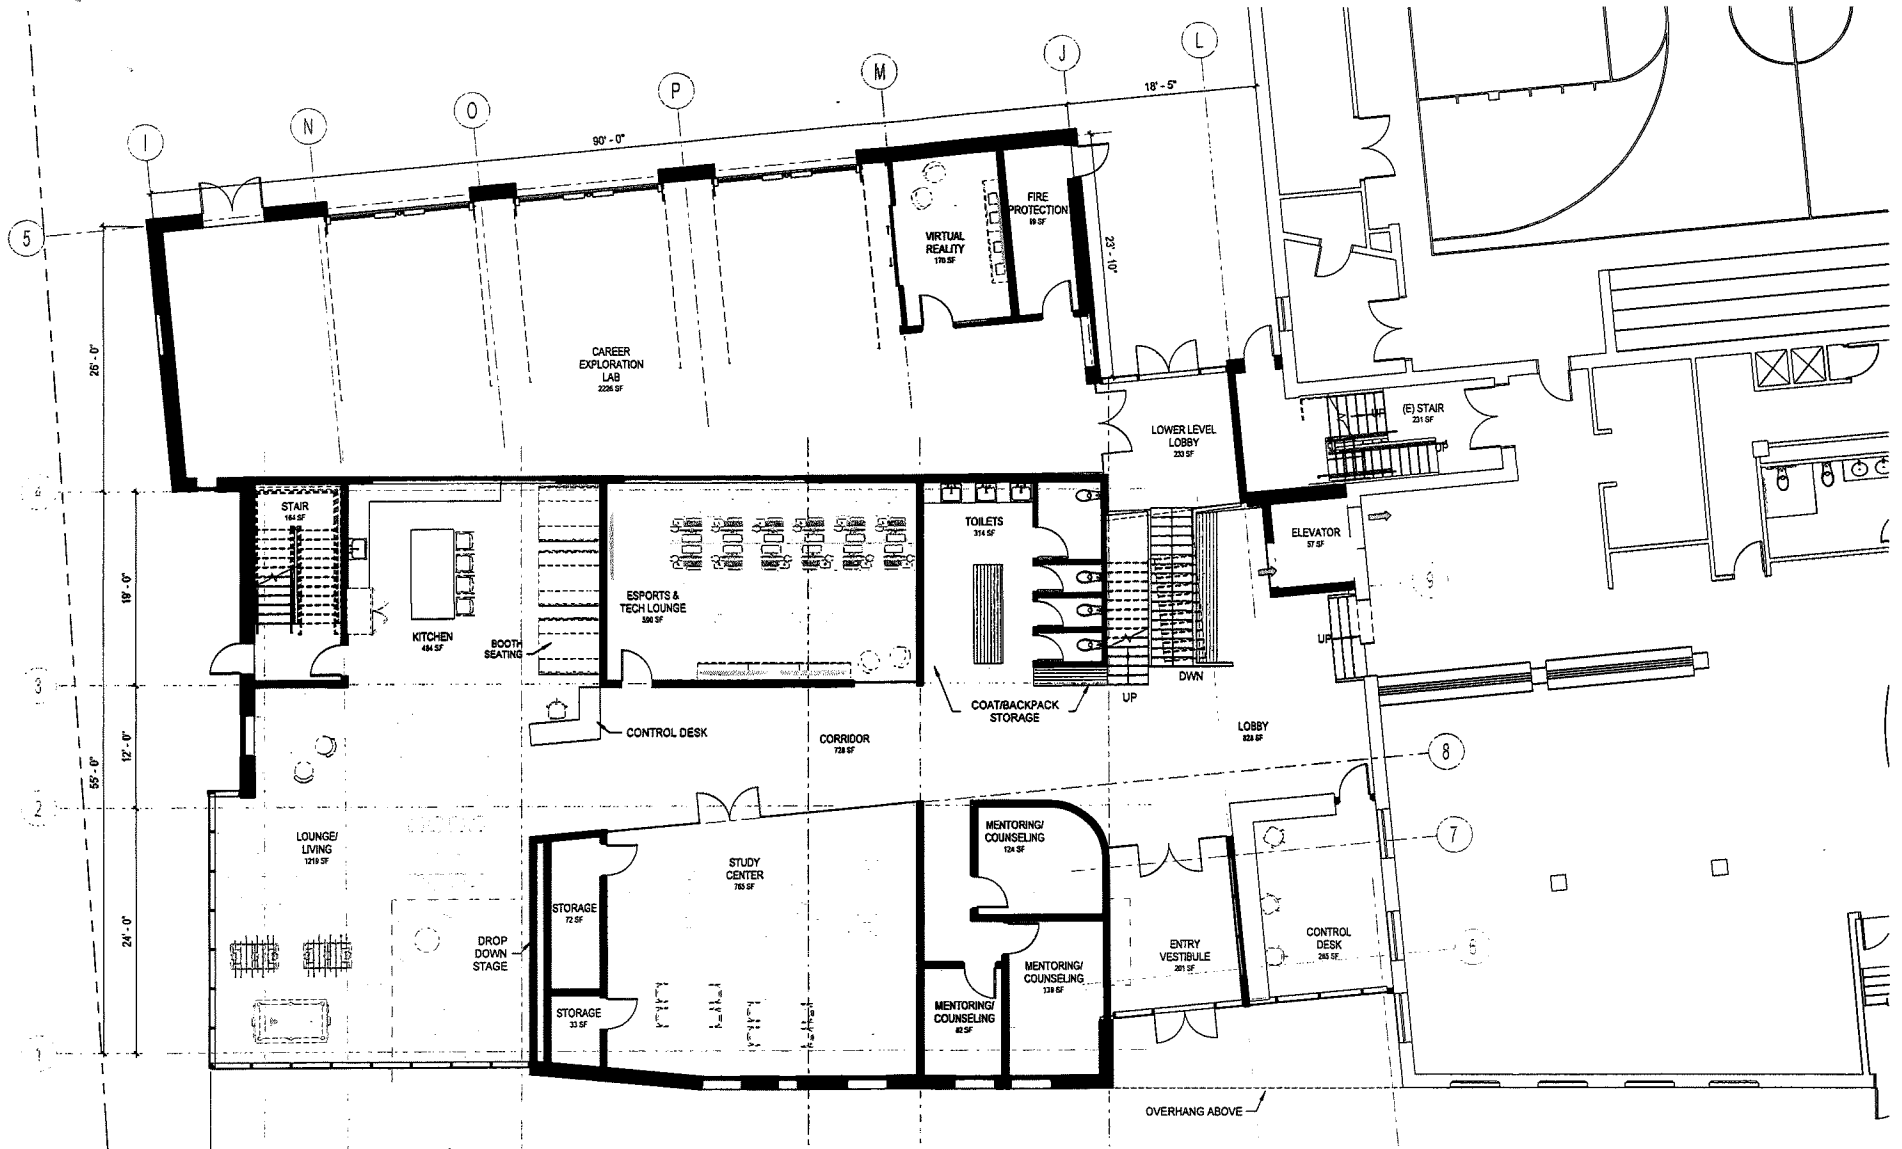 L
J
M
P
O
N
I
18' - 5"
90' - 0"
5
FIRE
PROTECTION
VIRTUAL
REALITY
170 SF
23' - 10"
26' - 0"
CAREER
EXPLORATION
LAB
2226 SF
(E) STAIR
231 SF
UP
LOWER LEVEL
LOBBY
233 SF
STAIR
164 SF
TOILETS
314 SF
ELEVATOR
57 SF
19' - 0"
ESPORTS &
TECH LOUNGE
590 SF
KITCHEN
484 SF
BOOTH
SEATING
UP
3
UP
DWN
COAT/BACKPACK
STORAGE
CONTROL DESK
CORRIDOR
728 SF
LOBBY
828 SF
12' - 0"
55' - 0"
8
2
LOUNGE/
LIVING
1219 SF
MENTORING/
COUNSELING
124 SF
7
STUDY
CENTER
765 SF
STORAGE
72 SF
24' - 0"
DROP
DOWN
STAGE
ENTRY
VESTIBULE
201 SF
CONTROL
DESK
265 SF
6
MENTORING/
COUNSELING
139 SF
STORAGE
33 SF
MENTORING/
COUNSELING
82 SF
1
OVERHANG ABOVE